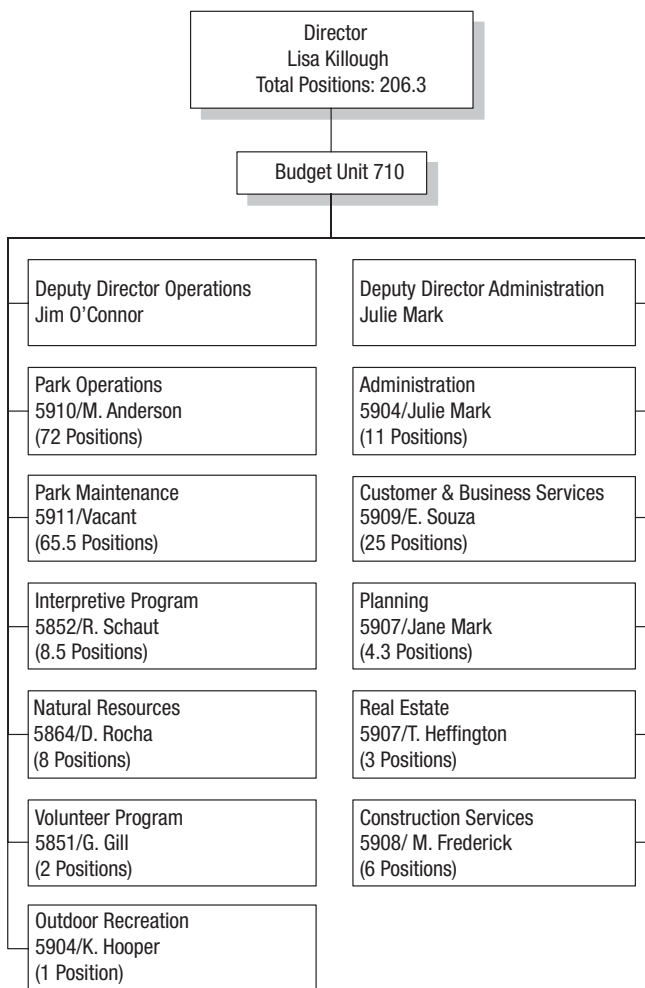 Director
Lisa Killough
Total Positions: 206.3
Budget Unit 710
Deputy Director Operations
Jim O’Connor
Park Operations
5910/M. Anderson
(72 Positions)
Park Maintenance
5911/Vacant
(65.5 Positions)
Interpretive Program
5852/R. Schaut
(8.5 Positions)
Natural Resources
5864/D. Rocha
(8 Positions)
Volunteer Program
5851/G. Gill
(2 Positions)
Outdoor Recreation
5904/K. Hooper
(1 Position)
Deputy Director Administration
Julie Mark
Administration
5904/Julie Mark
(11 Positions)
Customer & Business Services
5909/E. Souza
(25 Positions)
Planning
5907/Jane Mark
(4.3 Positions)
Real Estate
5907/T. Heffington
(3 Positions)
Construction Services
5908/ M. Frederick
(6 Positions)